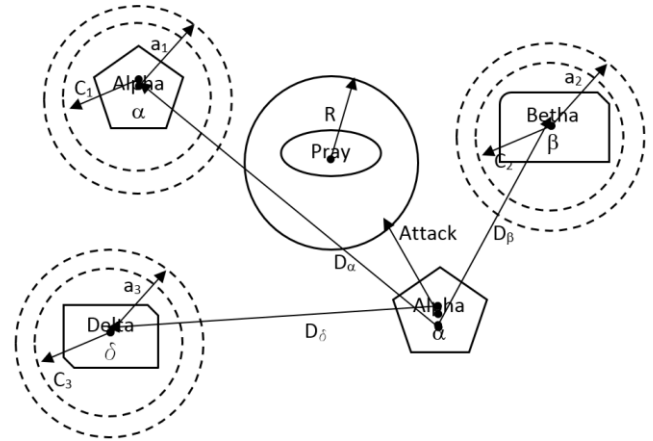 a1
C1
Alpha
α
R
Pray
a2
Betha
C2
β
Attack
Dβ
Dα
a3
Delta
δ
C3
Dδ
Alpha
α